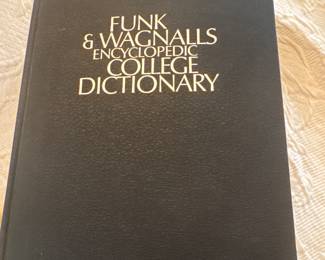 FUNK
& WAGNALLS
ENCYCLOPEDIC
COLLEGE
DICTIONARY